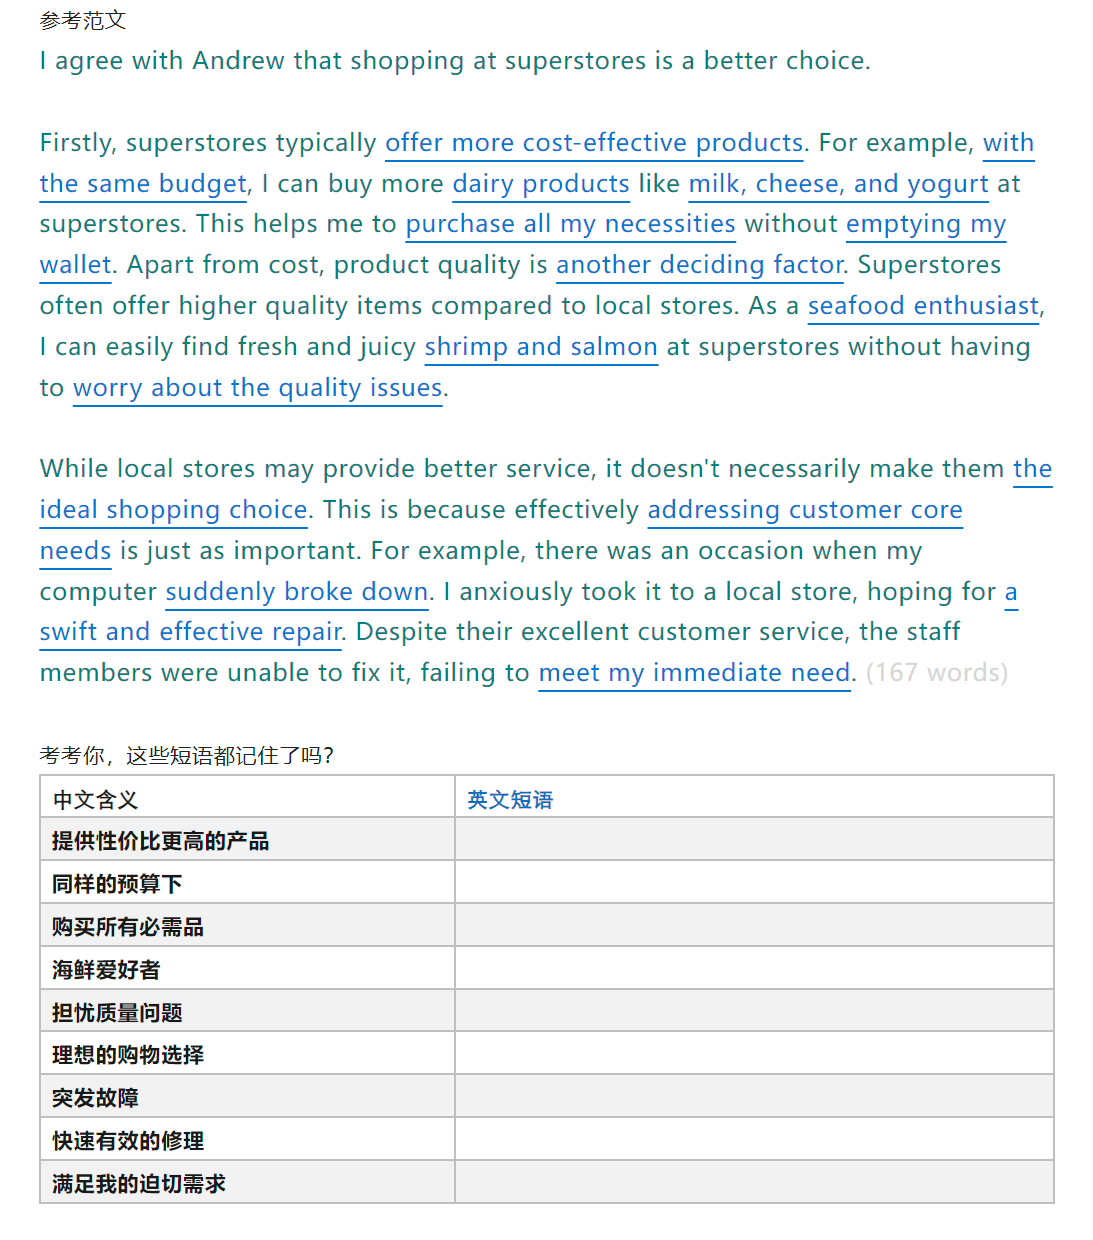 参考范文
I agree with Andrew that shopping at superstores is a better choice.
Firstly, superstores typically offer more cost-effective products. For example, with
the same budget, I can buy more dairy products like milk, cheese, and yogurt at
superstores. This helps me to purchase all my necessities without emptying my
wallet. Apart from cost, product quality is another deciding factor. Superstores
often offer higher quality items compared to local stores. As a seafood enthusiast,
I can easily find fresh and juicy shrimp and salmon at superstores without having
to worry about the quality issues.
While local stores may provide better service, it doesn't necessarily make them the
ideal shopping choice. This is because effectively addressing customer core
needs is just as important. For example, there was an occasion when my
computer suddenly broke down. I anxiously took it to a local store, hoping for a
swift and effective repair. Despite their excellent customer service, the staff
members were unable to fix it, failing to meet my immediate need. (167 words)
考考你，这些短语都记住了吗？
中文含义 英文短语
提供性价比更高的产品
同样的预算下
购买所有必需品
海鲜爱好者
担忧质量问题
理想的购物选择
突发故障
快速有效的修理
满足我的迫切需求